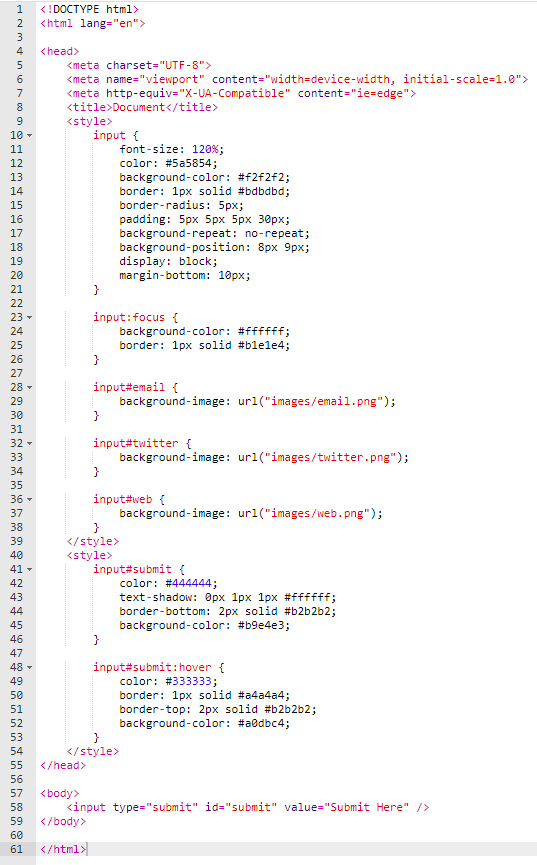 1 <!DOCTYPE html>
2 <html lang="en">
3
4 <head>
5     <meta charset="UTF-8">
6     <meta name="viewport" content="width=device-width, initial-scale=1.0">
7     <meta http-equiv="X-UA-Compatible" content="ie=edge">
8     <title>Document</title>
9     <style>
10         input {
11             font-size: 120%;
12             color: #5a5854;
13             background-color: #f2f2f2;
14             border: 1px solid #bdbdbd;
15             border-radius: 5px;
16             padding: 5px 5px 5px 30px;
17             background-repeat: no-repeat;
18             background-position: 8px 9px;
19             display: block;
20             margin-bottom: 10px;
21         }
22
23         input:focus {
24             background-color: #ffffff;
25             border: 1px solid #b1e1e4;
26         }
27
28         input#email {
29             background-image: url("images/email.png");
30         }
31
32         input#twitter {
33             background-image: url("images/twitter.png");
34         }
35
36         input#web {
37             background-image: url("images/web.png");
38         }
39     </style>
40     <style>
41         input#submit {
42             color: #444444;
43             text-shadow: 0px 1px 1px #ffffff;
44             border-bottom: 2px solid #b2b2b2;
45             background-color: #b9e4e3;
46         }
47
48         input#submit:hover {
49             color: #333333;
50             border: 1px solid #a4a4a4;
51             border-top: 2px solid #b2b2b2;
52             background-color: #a0dbc4;
53         }
54     </style>
55 </head>
56
57 <body>
58     <input type="submit" id="submit" value="Submit Here" />
59 </body>
60
61 </html>